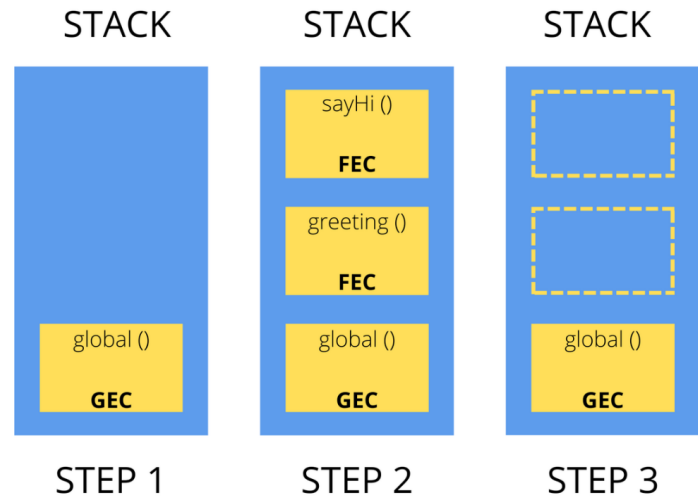 STACK
STACK
STACK
sayHi ()
FEC
greeting ()
FEC
global ()
GEC
global ()
GEC
global ()
GEC
STEP 1
STEP 2
STEP 3